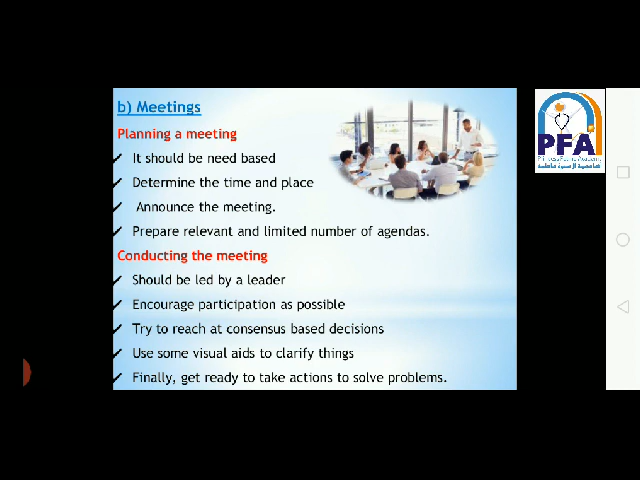 b) Meetings
Planning a meeting
✓ It should be need based
✓ Determine the time and place
✓ Announce the meeting.
✓ Prepare relevant and limited number of agendas.
Conducting the meeting
✓ Should be led by a leader
✓ Encourage participation as possible
✓ Try to reach at consensus based decisions
✓ Use some visual aids to clarify things
✓ Finally, get ready to take actions to solve problems.
PFA